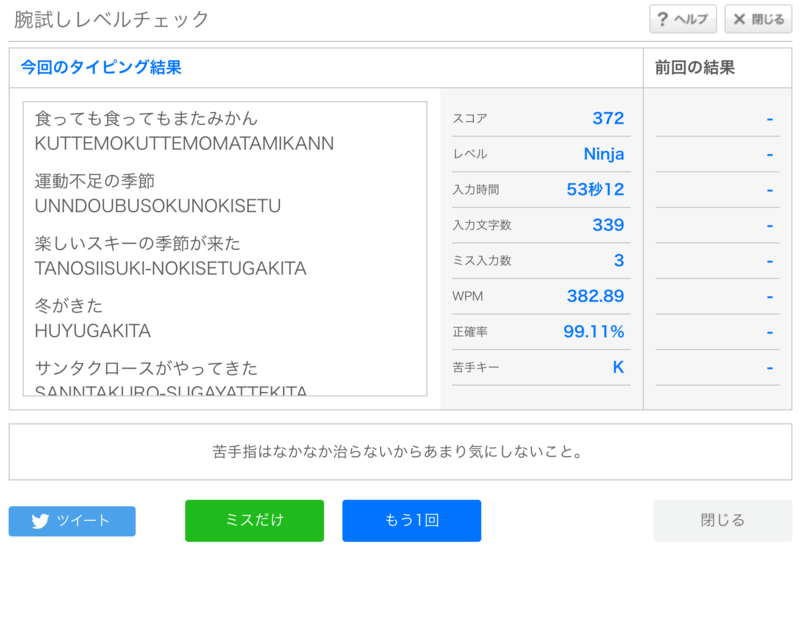 腕試しレベルチェック
? ヘルプ
× 閉じる
今回のタイピング結果
前回の結果
食っても食ってもまたみかん
KUTTEMOKUTTEMOMATAMIKANN
運動不足の季節
UNNDOUBUSOKUNOKISETU
楽しいスキーの季節が来た
TANOSIISUKI-NOKISETUGAKITA
冬がきた
HUYUGAKITA
サンタクロースがやってきた
SANNTAKURO-SUGAYATTEKITA
スコア 372 -
レベル Ninja -
入力時間 53秒12 -
入力文字数 339 -
ミス入力数 3 -
WPM 382.89 -
正確率 99.11% -
苦手キー K -
苦手指はなかなか治らないからあまり気にしないこと。
ツイート
ミスだけ
もう1回
閉じる